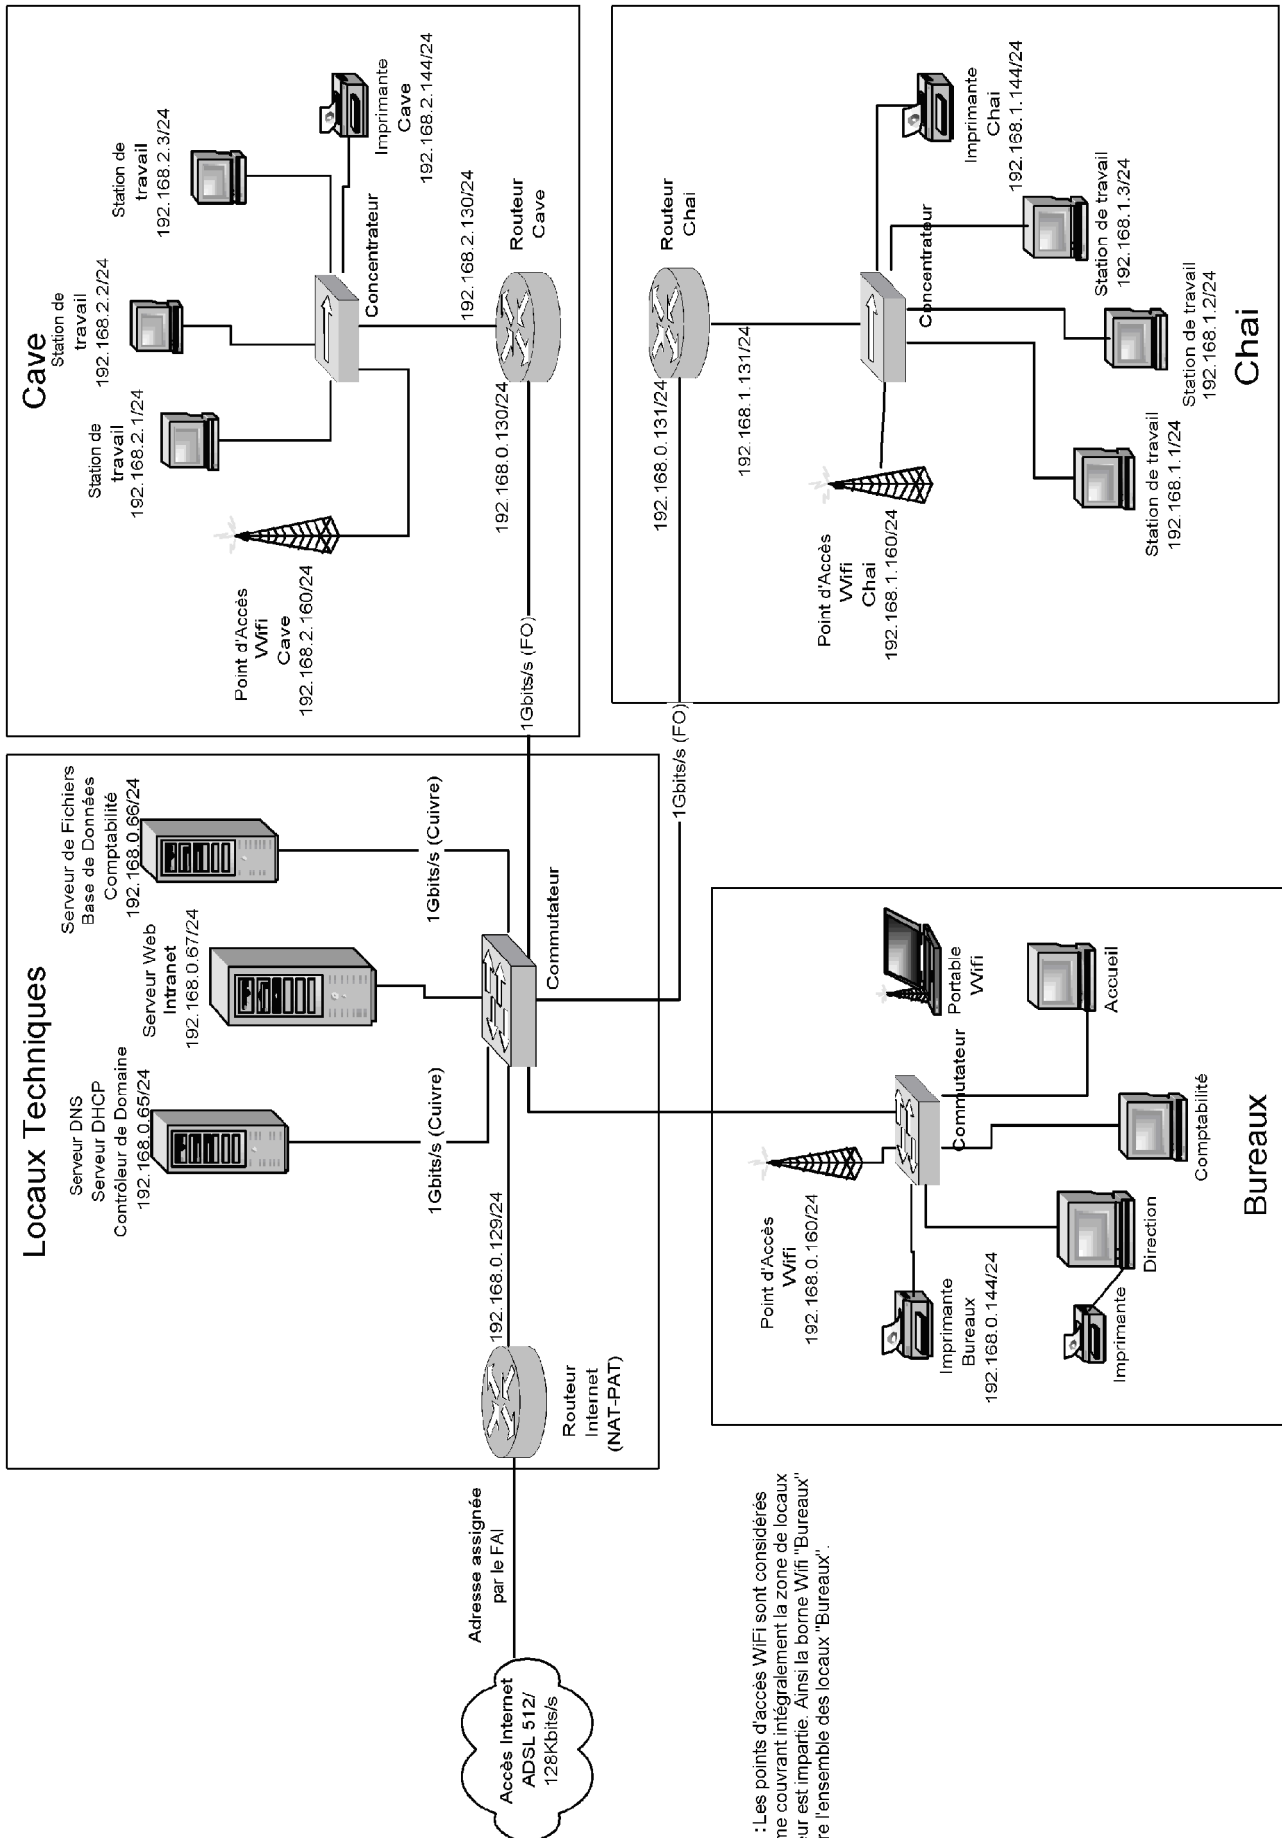 Locaux Techniques
Serveur DNS
Serveur DHCP
Contrôleur de Domaine
192.168.0.65/24
Serveur Web
Intranet
192.168.0.67/24
Serveur de Fichiers
Base de Données
Comptabilité
192.168.0.66/24
1Gbits/s (Cuivre)
1Gbits/s (Cuivre)
Commutateur
192.168.0.129/24
Routeur
Internet
(NAT-PAT)
Adresse assignée
par le FAI
Accès Internet
ADSL 512/
128Kbits/s
Cave
Station de
travail
192.168.2.1/24
Station de
travail
192.168.2.2/24
Station de
travail
192.168.2.3/24
Imprimante
Cave
192.168.2.144/24
Point d'Accès
Wifi
Cave
192.168.2.160/24
Concentrateur
192.168.2.130/24
192.168.0.130/24
Routeur
Cave
1Gbits/s (FO)
1Gbits/s (FO)
192.168.0.131/24
Routeur
Chai
192.168.1.131/24
Concentrateur
Point d'Accès
Wifi
Chai
192.168.1.160/24
Imprimante
Chai
192.168.1.144/24
Station de travail
192.168.1.1/24
Station de travail
192.168.1.2/24
Station de travail
192.168.1.3/24
Chai
Point d'Accès
Wifi
192.168.0.160/24
Commutateur
Portable
Wifi
Imprimante
Bureaux
192.168.0.144/24
Imprimante
Direction
Comptabilité
Accueil
Bureaux
: Les points d'accès WiFi sont considérés
me couvrant intégralement la zone de locaux
ur est impartie. Ainsi la borne Wifi "Bureaux"
re l'ensemble des locaux "Bureaux".